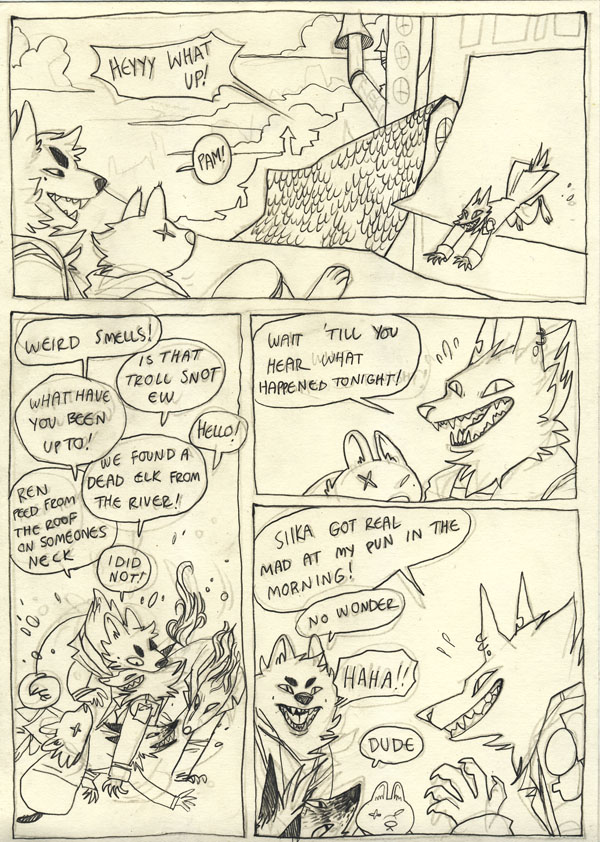 HEYYY WHAT
UP!
PAM!
WEIRD SMELLS!
IS THAT
TROLL SNOT
EW
WHAT HAVE
YOU BEEN
UP TO!
HELLO!
WE FOUND A
DEAD ELK FROM
THE RIVER!!
REN
PEED FROM
THE ROOF
ON SOMEONES
NECK
I DID
NOT!
WAIT 'TILL YOU
HEAR WHAT
HAPPENED TONIGHT!
SIIKA GOT REAL
MAD AT MY PUN IN THE
MORNING!
NO WONDER
HAHA!!
DUDE